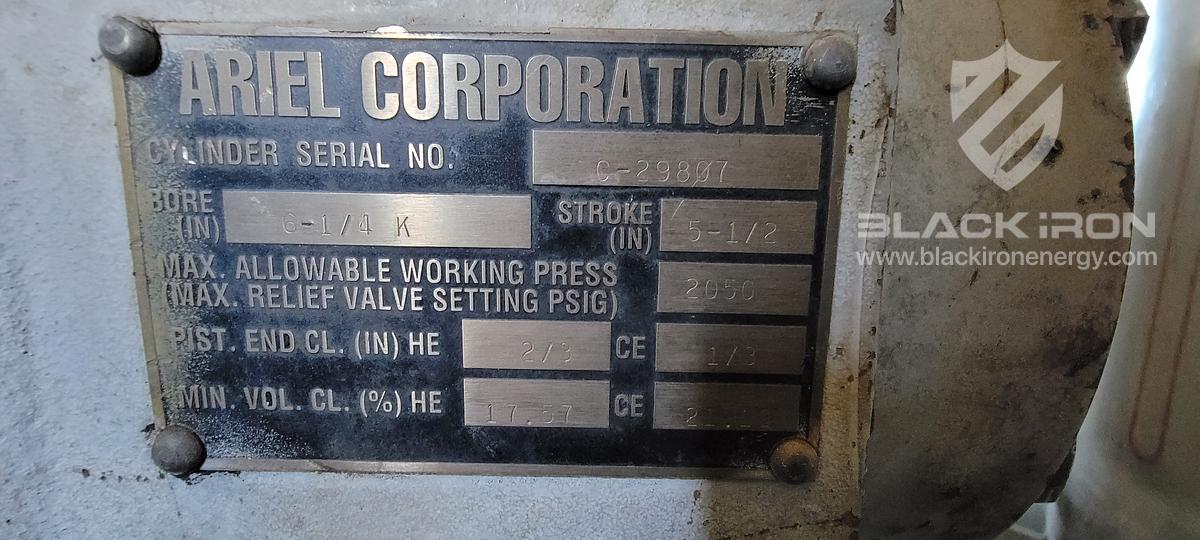 ARIEL CORPORATION
CYLINDER SERIAL NO. C-29807
BORE (IN) 6-1/4 K STROKE (IN) 5-1/2
MAX. ALLOWABLE WORKING PRESS
(MAX. RELIEF VALVE SETTING PSIG) 2050
PIST. END CL. (IN) HE 2/3 CE 1/3
MIN. VOL. CL. (%) HE 17.57 CE
BLACK IRON
www.blackironenergy.com